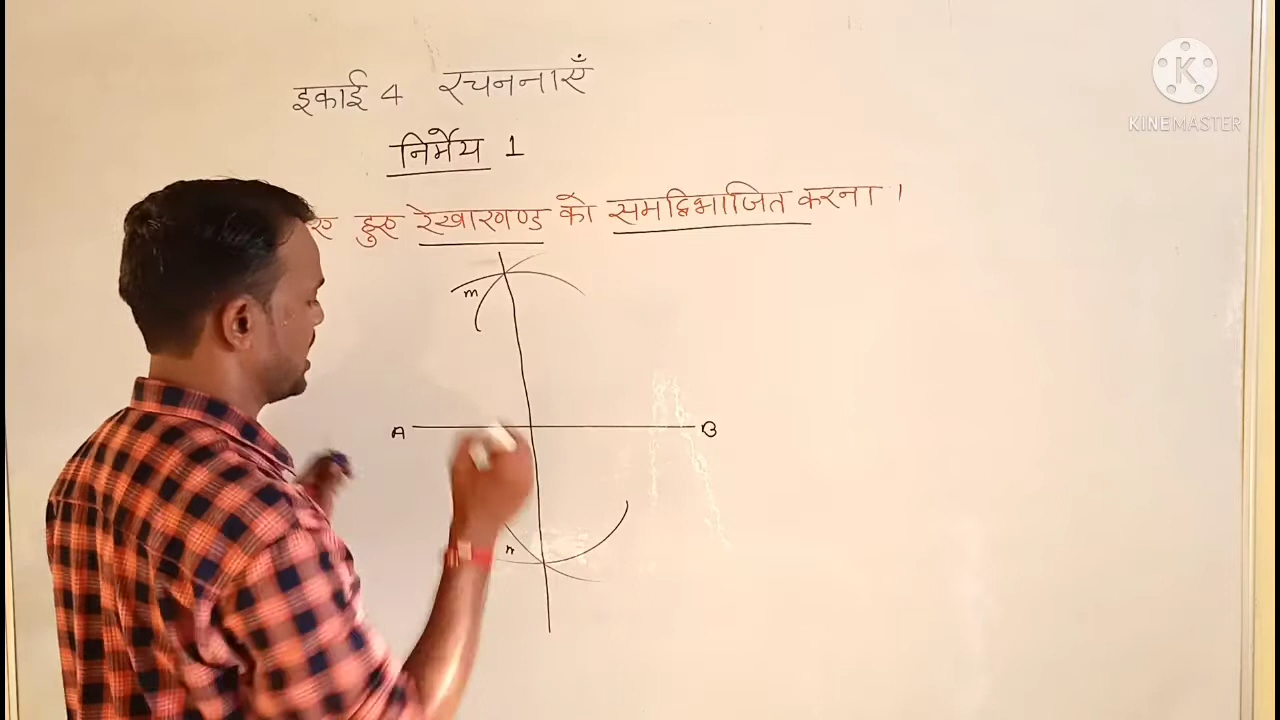 इकाई 4 रचननाएँ
निर्मेय 1
हुए रेखाखण्ड को समद्विभाजित करना ।
m
A B
n
K
KINEMASTER